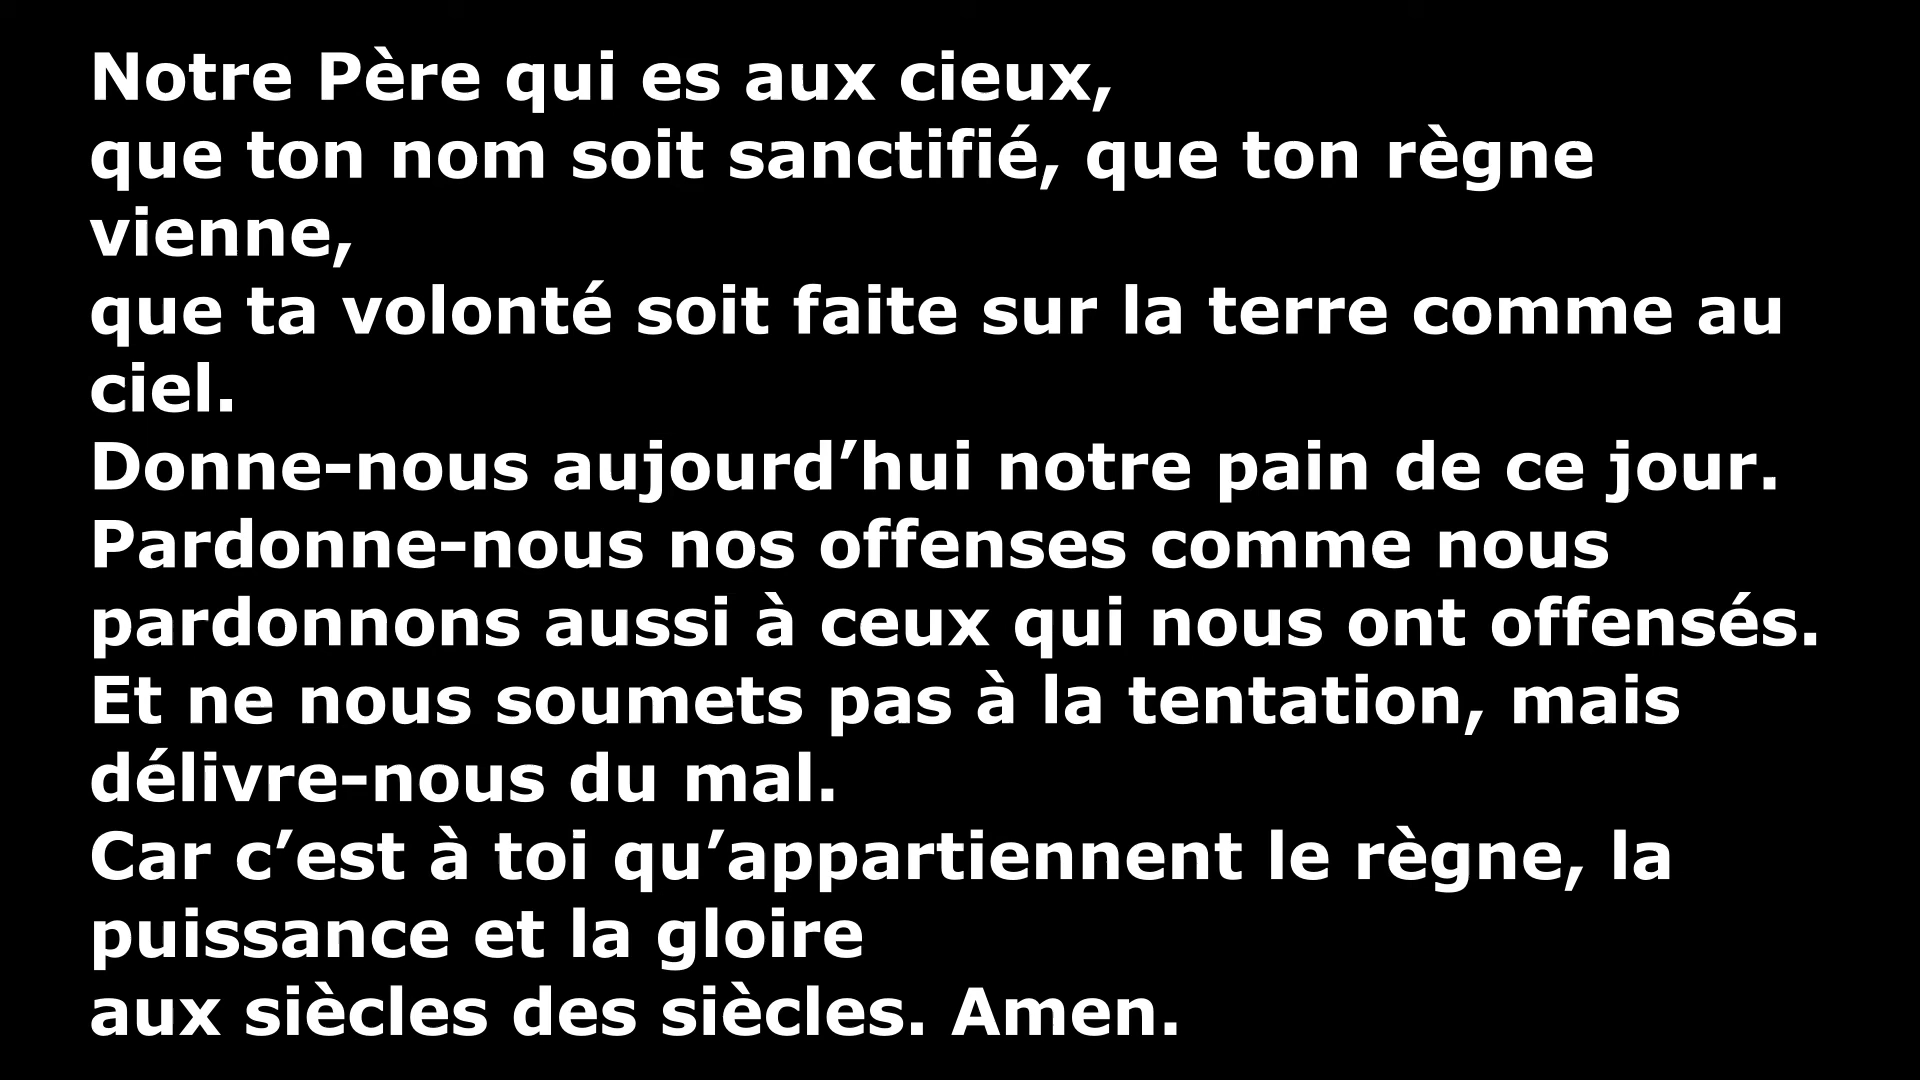 Notre Père qui es aux cieux,
que ton nom soit sanctifié, que ton règne
vienne,
que ta volonté soit faite sur la terre comme au
ciel.
Donne-nous aujourd’hui notre pain de ce jour.
Pardonne-nous nos offenses comme nous
pardonnons aussi à ceux qui nous ont offensés.
Et ne nous soumets pas à la tentation, mais
délivre-nous du mal.
Car c’est à toi qu’appartiennent le règne, la
puissance et la gloire
aux siècles des siècles. Amen.